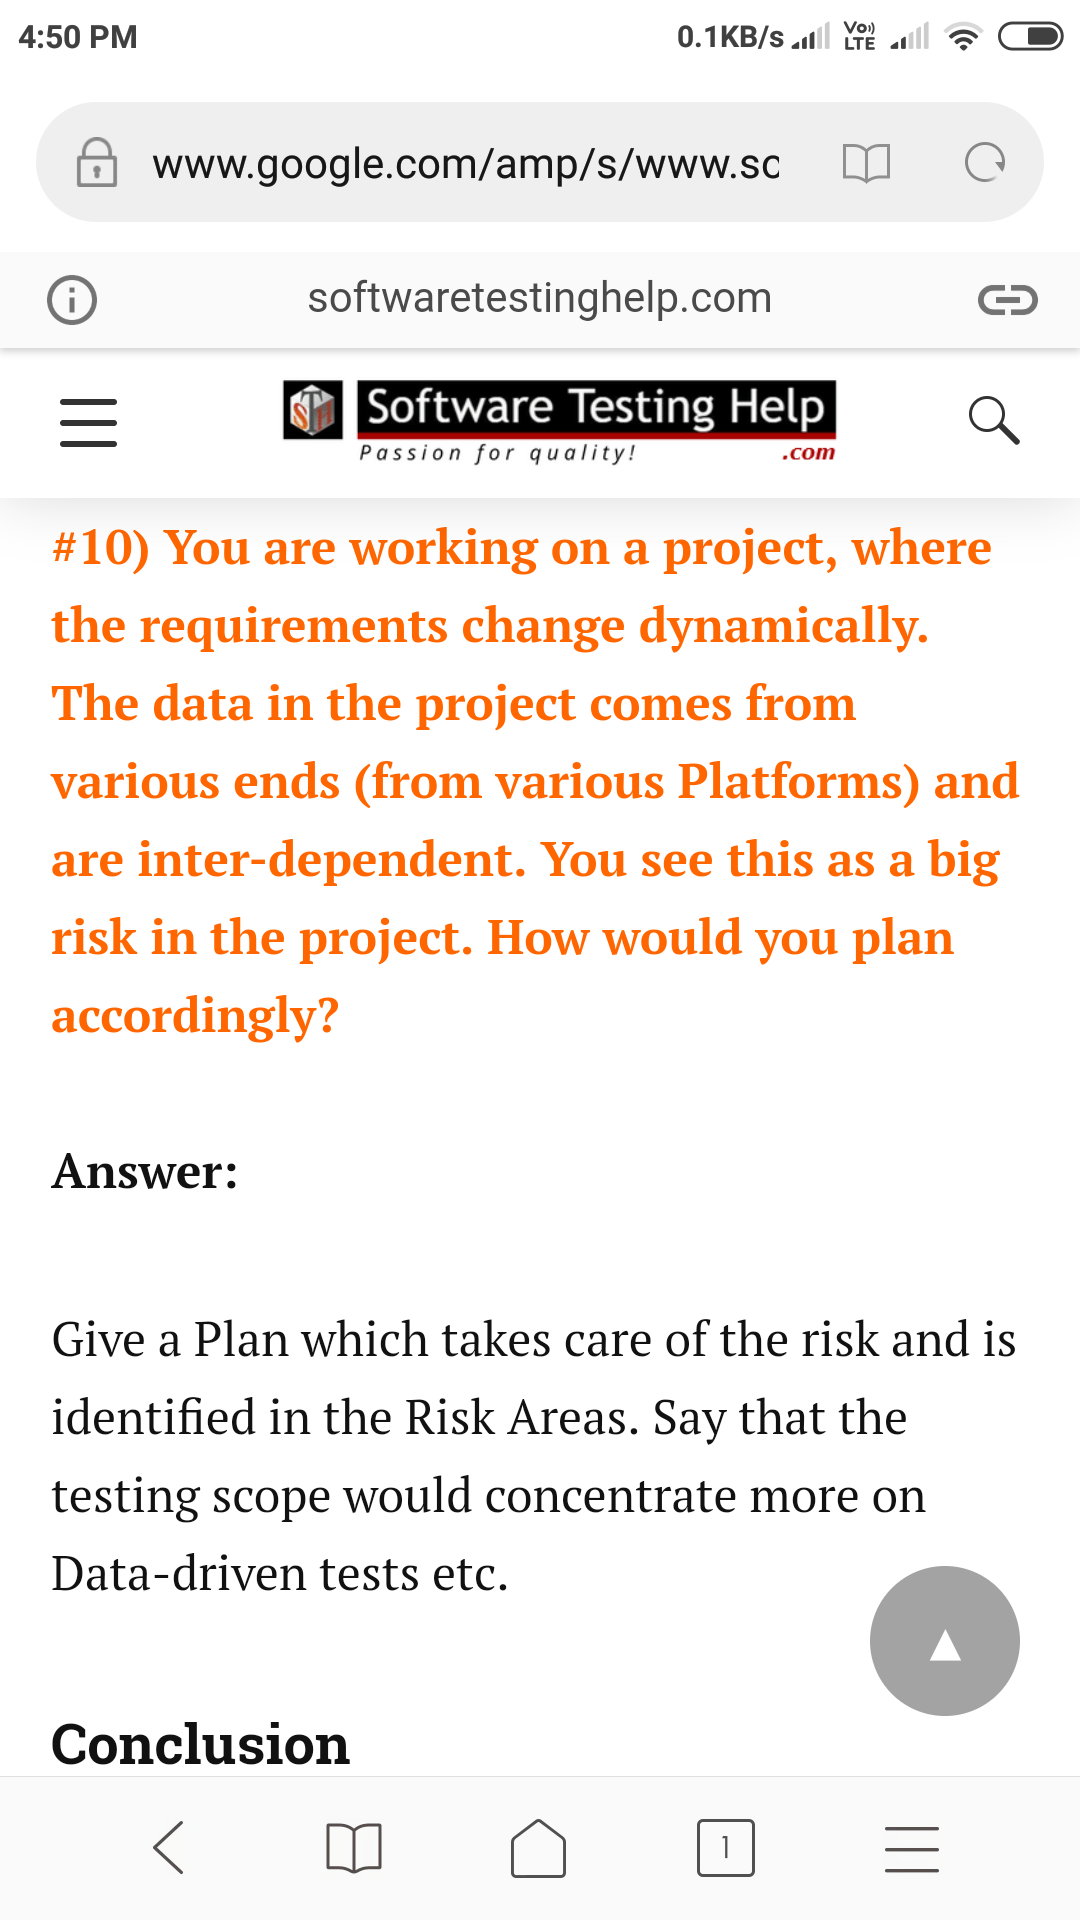 4:50 PM
0.1KB/s
Vo))
LTE
www.google.com/amp/s/www.so
softwaretestinghelp.com
STH
Software Testing Help
Passion for quality!
.com
#10) You are working on a project, where
the requirements change dynamically.
The data in the project comes from
various ends (from various Platforms) and
are inter-dependent. You see this as a big
risk in the project. How would you plan
accordingly?
Answer:
Give a Plan which takes care of the risk and is
identified in the Risk Areas. Say that the
testing scope would concentrate more on
Data-driven tests etc.
Conclusion
1